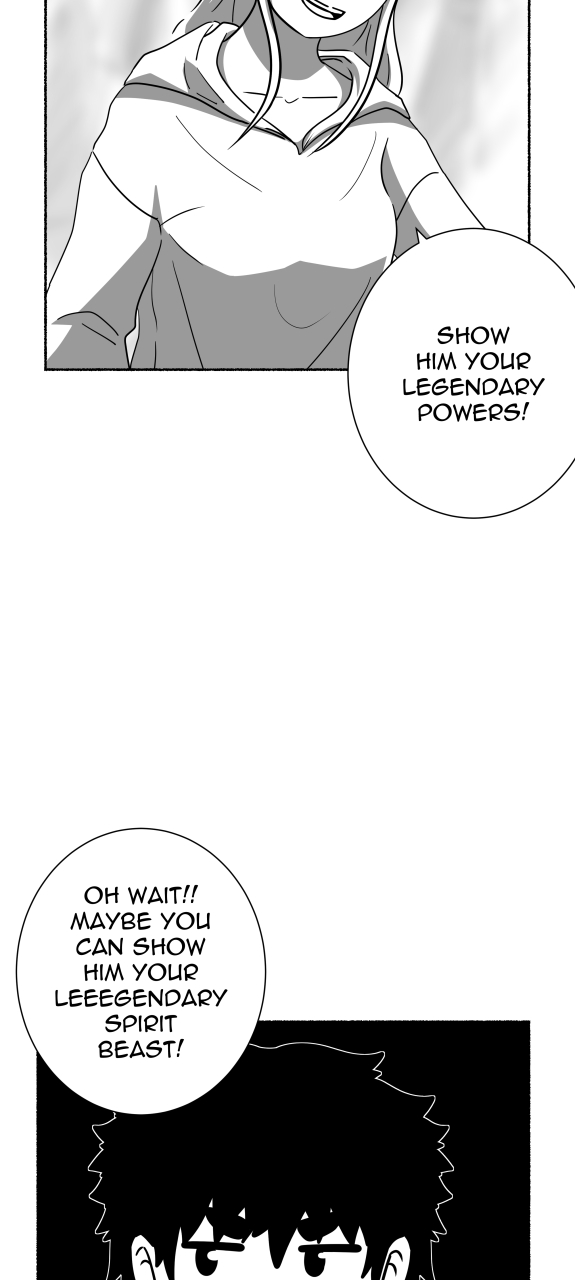 SHOW
HIM YOUR
LEGENDARY
POWERS!
OH WAIT!!
MAYBE YOU
CAN SHOW
HIM YOUR
LEEEGENDARY
SPIRIT
BEAST!